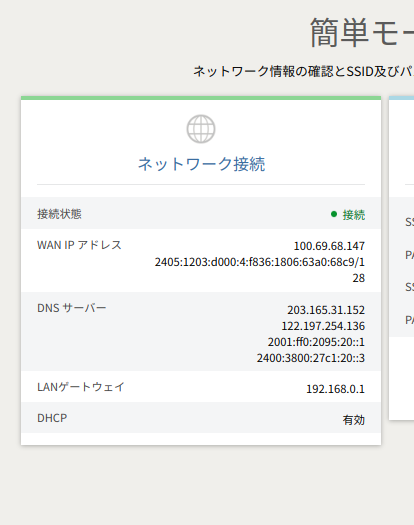 簡単モー
ネットワーク情報の確認とSSID及びパ
ネットワーク接続
接続状態 接続
WAN IP アドレス 100.69.68.147
2405:1203:d000:4:f836:1806:63a0:68c9/1
28
DNS サーバー 203.165.31.152
122.197.254.136
2001:ff0:2095:20::1
2400:3800:27c1:20::3
LANゲートウェイ 192.168.0.1
DHCP 有効
SS
PA
SS
PA